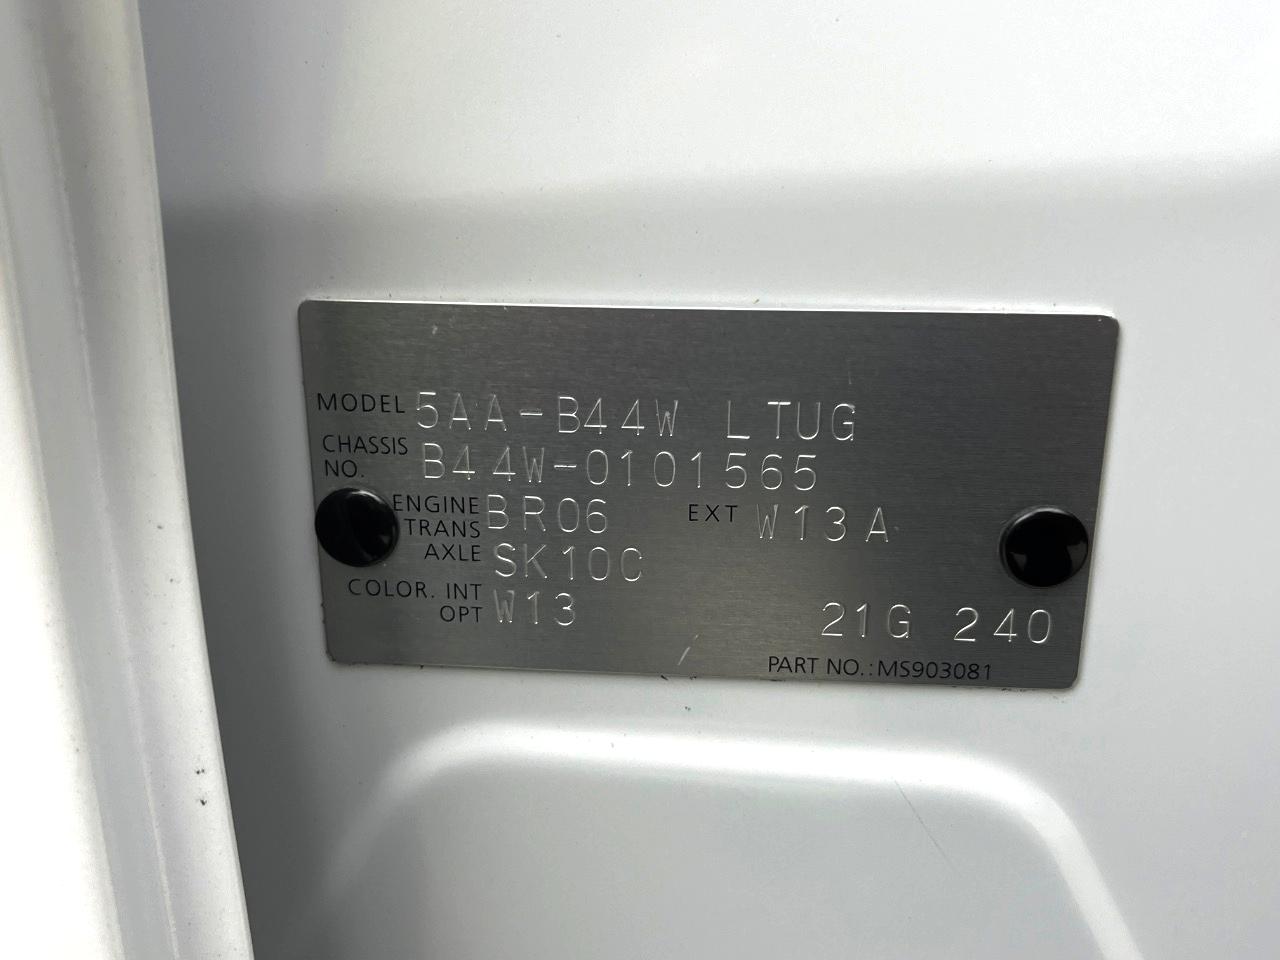 MODEL 5AA-B44W LTUG
CHASSIS NO. B44W-0101565
ENGINE BR06 EXT W13A
TRANS AXLE SK10C
COLOR. INT OPT W13 21G 240
PART NO.:MS903081